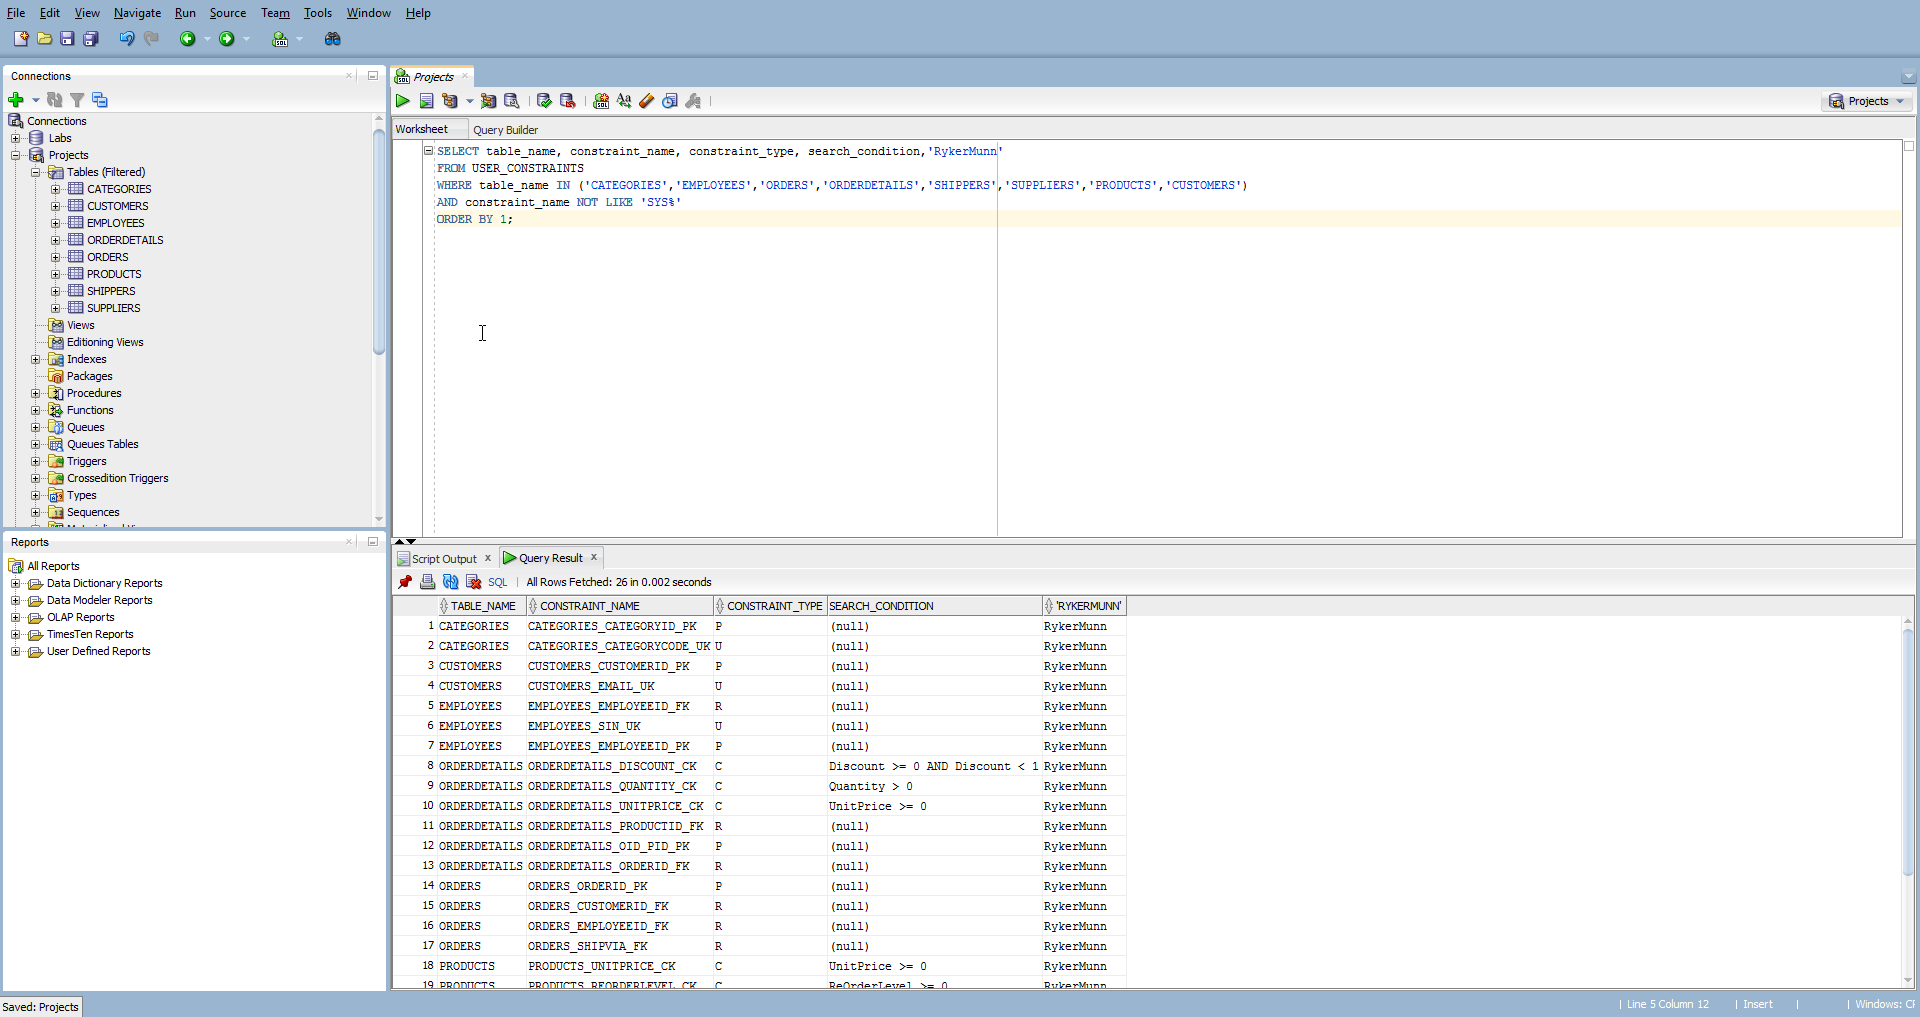 File Edit View Navigate Run Source Team Tools Window Help
Connections
Connections
Labs
Projects
Tables (Filtered)
CATEGORIES
CUSTOMERS
EMPLOYEES
ORDERDETAILS
ORDERS
PRODUCTS
SHIPPERS
SUPPLIERS
Views
Editioning Views
Indexes
Packages
Procedures
Functions
Queues
Queues Tables
Triggers
Crossedition Triggers
Types
Sequences
Reports
All Reports
Data Dictionary Reports
Data Modeler Reports
OLAP Reports
TimesTen Reports
User Defined Reports
Saved: Projects
Projects
Projects
Worksheet Query Builder
SELECT table_name, constraint_name, constraint_type, search_condition,'RykerMunn'
FROM USER_CONSTRAINTS
WHERE table_name IN ('CATEGORIES','EMPLOYEES','ORDERS','ORDERDETAILS','SHIPPERS','SUPPLIERS','PRODUCTS','CUSTOMERS')
AND constraint_name NOT LIKE 'SYS%'
ORDER BY 1;
Script Output x Query Result x
SQL All Rows Fetched: 26 in 0.002 seconds
TABLE_NAME CONSTRAINT_NAME CONSTRAINT_TYPE SEARCH_CONDITION 'RYKERMUNN'
1 CATEGORIES CATEGORIES_CATEGORYID_PK P (null) RykerMunn
2 CATEGORIES CATEGORIES_CATEGORYCODE_UK U (null) RykerMunn
3 CUSTOMERS CUSTOMERS_CUSTOMERID_PK P (null) RykerMunn
4 CUSTOMERS CUSTOMERS_EMAIL_UK U (null) RykerMunn
5 EMPLOYEES EMPLOYEES_EMPLOYEEID_FK R (null) RykerMunn
6 EMPLOYEES EMPLOYEES_SIN_UK U (null) RykerMunn
7 EMPLOYEES EMPLOYEES_EMPLOYEEID_PK P (null) RykerMunn
8 ORDERDETAILS ORDERDETAILS_DISCOUNT_CK C Discount >= 0 AND Discount < 1 RykerMunn
9 ORDERDETAILS ORDERDETAILS_QUANTITY_CK C Quantity > 0 RykerMunn
10 ORDERDETAILS ORDERDETAILS_UNITPRICE_CK C UnitPrice >= 0 RykerMunn
11 ORDERDETAILS ORDERDETAILS_PRODUCTID_FK R (null) RykerMunn
12 ORDERDETAILS ORDERDETAILS_OID_PID_PK P (null) RykerMunn
13 ORDERDETAILS ORDERDETAILS_ORDERID_FK R (null) RykerMunn
14 ORDERS ORDERS_ORDERID_PK P (null) RykerMunn
15 ORDERS ORDERS_CUSTOMERID_FK R (null) RykerMunn
16 ORDERS ORDERS_EMPLOYEEID_FK R (null) RykerMunn
17 ORDERS ORDERS_SHIPVIA_FK R (null) RykerMunn
18 PRODUCTS PRODUCTS_UNITPRICE_CK C UnitPrice >= 0 RykerMunn
19 PRODUCTS PRODUCTS_REORDERLEVEL_CK C ReOrderLevel >= 0 RykerMunn
Line 5 Column 12 Insert Windows: